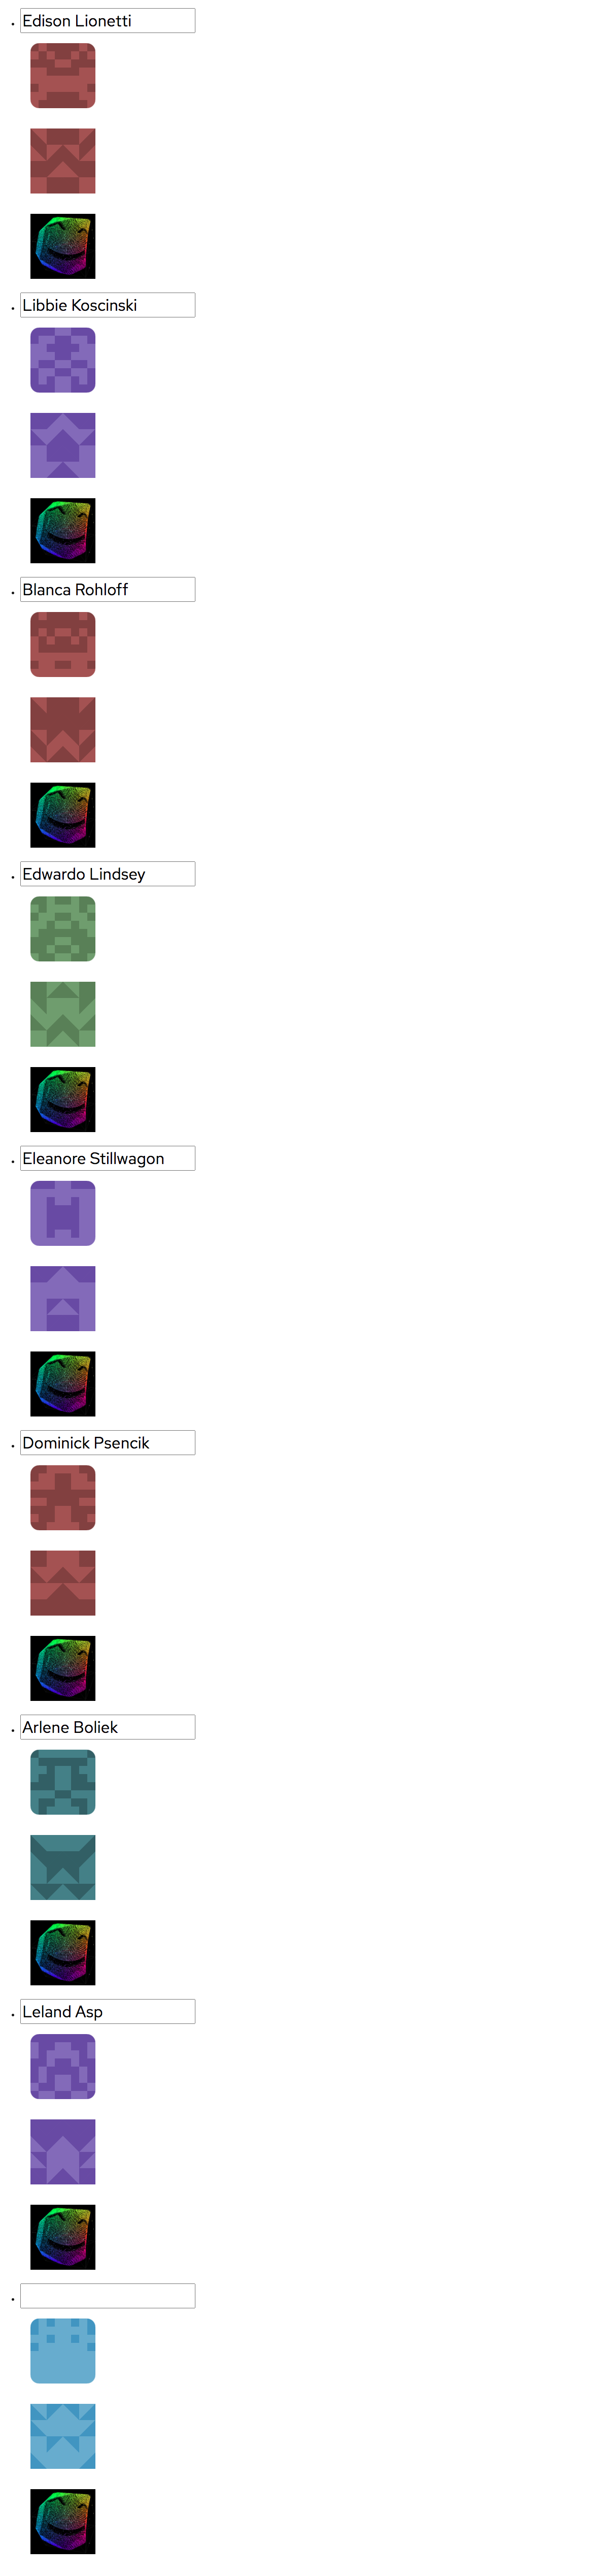 Edison Lionetti
Libbie Koscinski
Blanca Rohloff
Edwardo Lindsey
Eleanore Stillwagon
Dominick Psencik
Arlene Boliek
Leland Asp